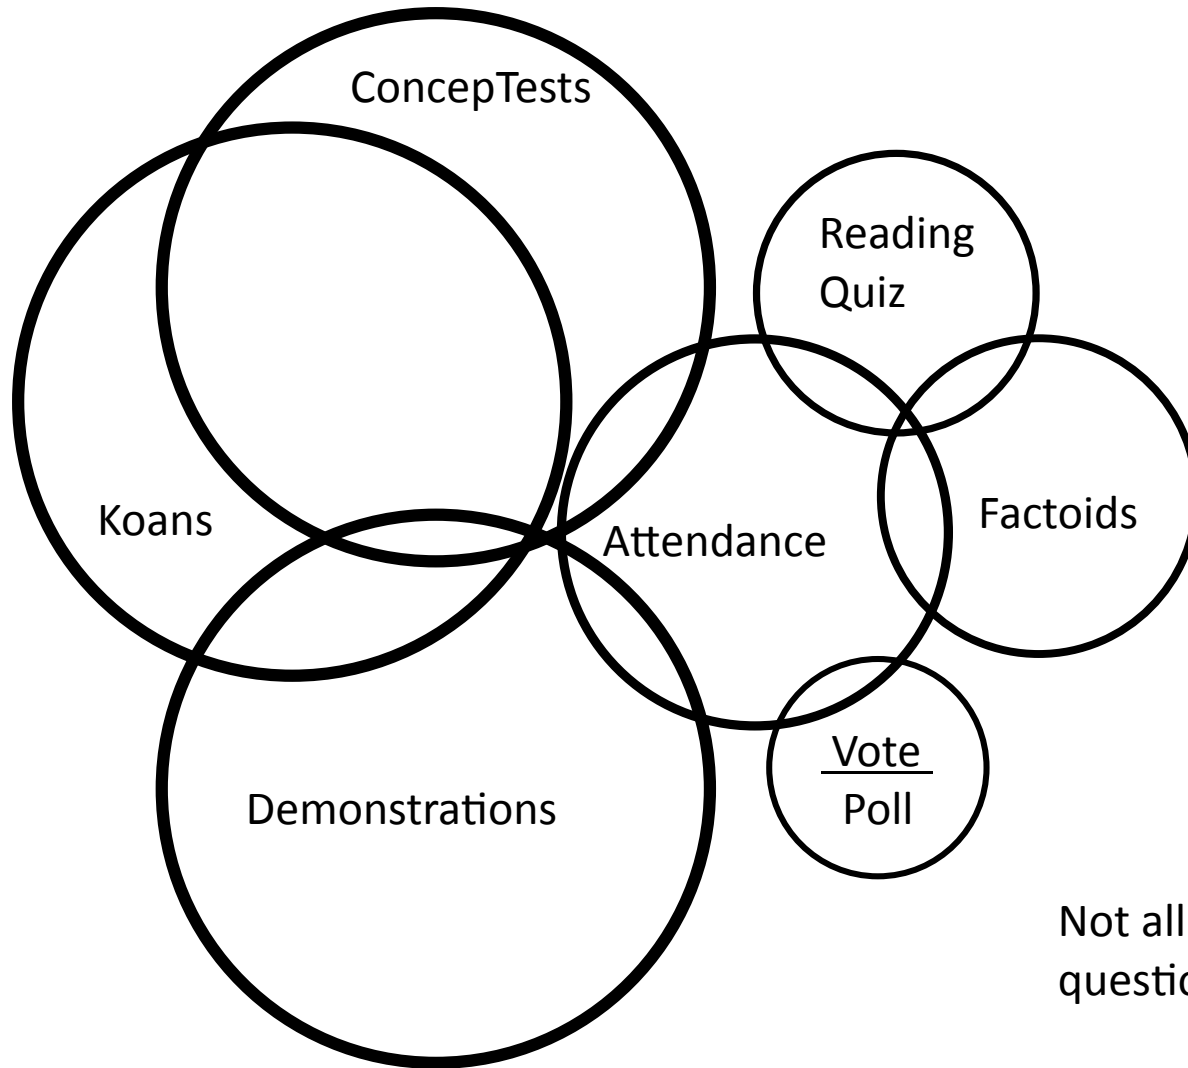 ConcepTests
Reading
Quiz
Koans
Attendance
Factoids
Vote
Poll
Demonstrations
Not all